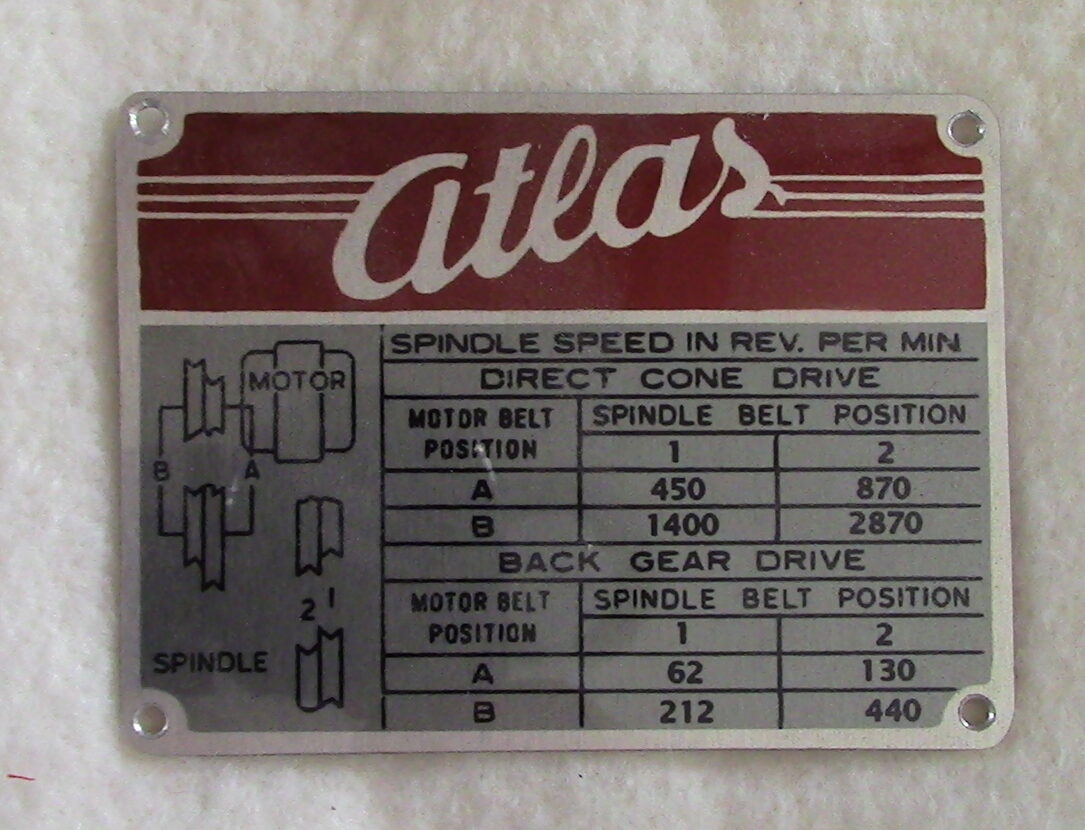 atlas
SPINDLE SPEED IN REV. PER MIN
DIRECT CONE DRIVE
MOTOR BELT POSITION SPINDLE BELT POSITION
1 2
A 450 870
B 1400 2870
BACK GEAR DRIVE
MOTOR BELT POSITION SPINDLE BELT POSITION
1 2
A 62 130
B 212 440
MOTOR
B A
2 1
SPINDLE